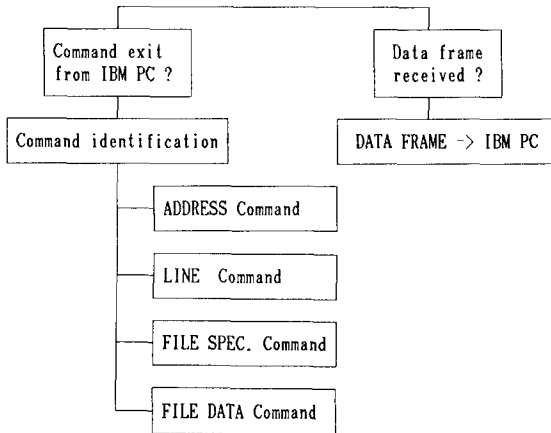 Command exit
from IBM PC ?
Data frame
received ?
Command identification
DATA FRAME -> IBM PC
ADDRESS Command
LINE Command
FILE SPEC. Command
FILE DATA Command